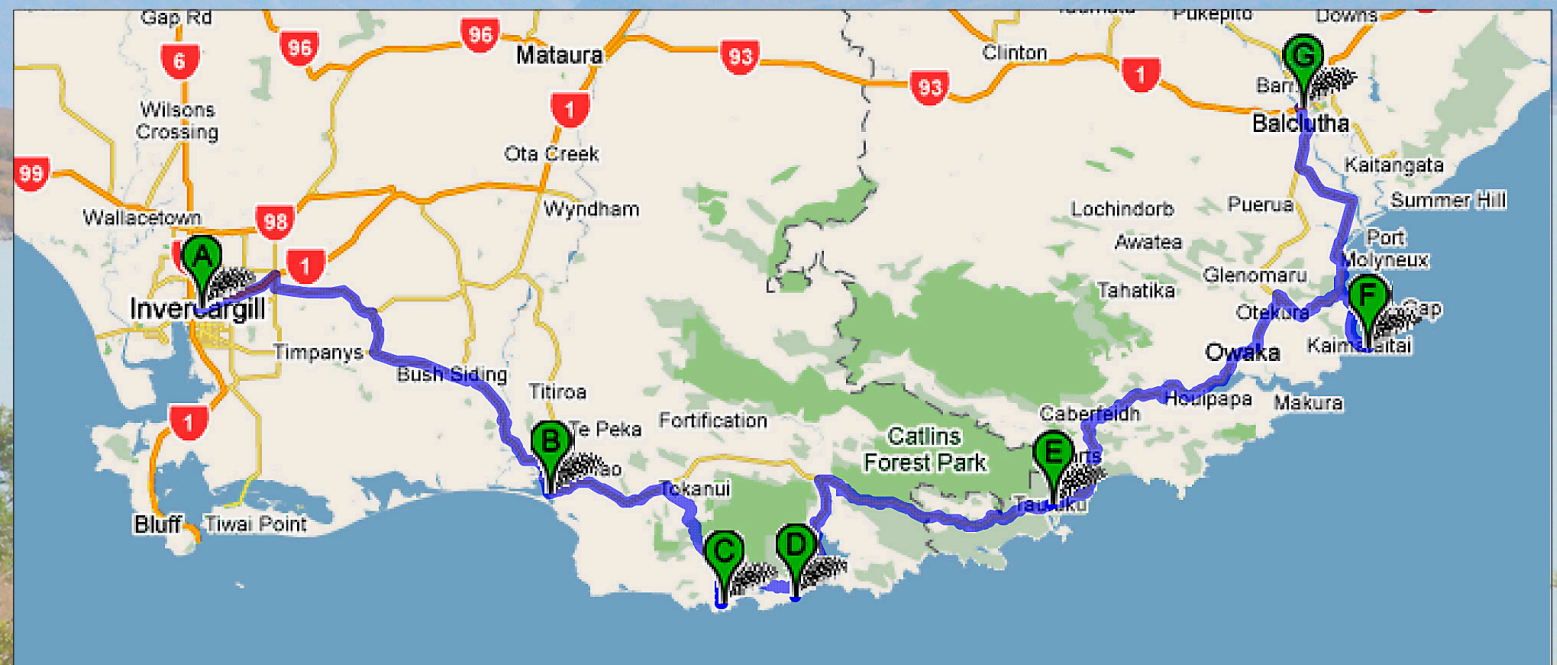 Gap Rd
Pukepito
Downs
96
96
6
Mataura
93
Clinton
1
G
93
Wilsons
Crossing
1
Balclutha
99
Ota Creek
Kaitangata
Wallacetown
98
Wyndham
Lochindorb
Puerua
Summer Hill
A
1
Awatea
Port
Molyneux
Glenomaru
Tahatika
F
Invercargill
Otekura
Timpanys
Owaka
Bush Siding
Titiroa
Houipapa
Makura
1
B
Te Peka
Fortification
Caberfeidh
Catlins
Forest Park
E
Tokanui
Bluff
Tiwai Point
C
D